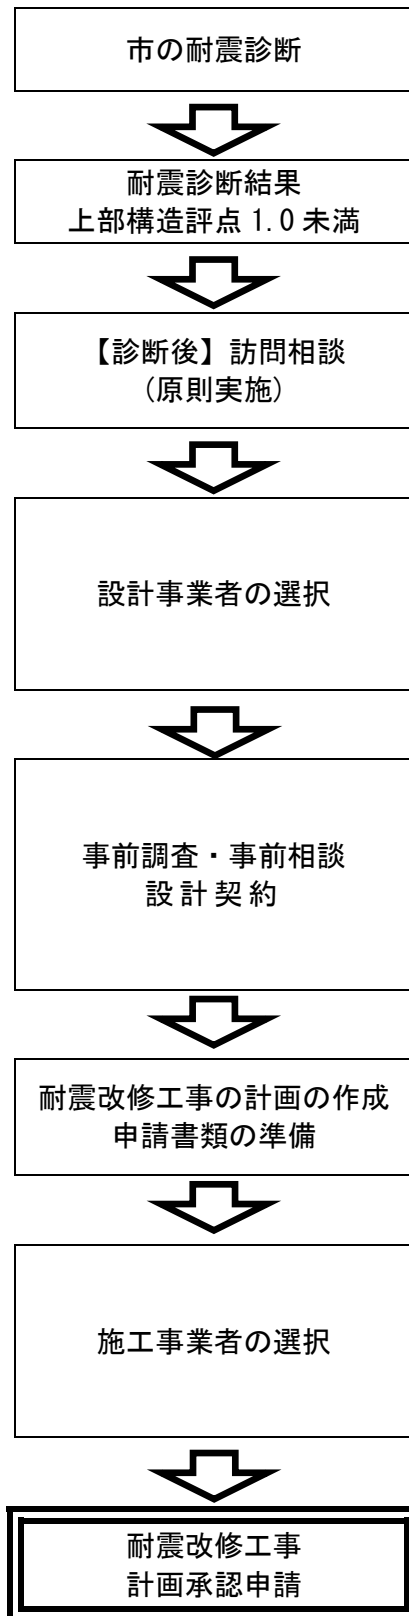 市の耐震診断
耐震診断結果
上部構造評点 1.0 未満
【診断後】訪問相談
(原則実施)
設計事業者の選択
事前調査・事前相談
設計契約
耐震改修工事の計画の作成
申請書類の準備
施工事業者の選択
耐震改修工事
計画承認申請